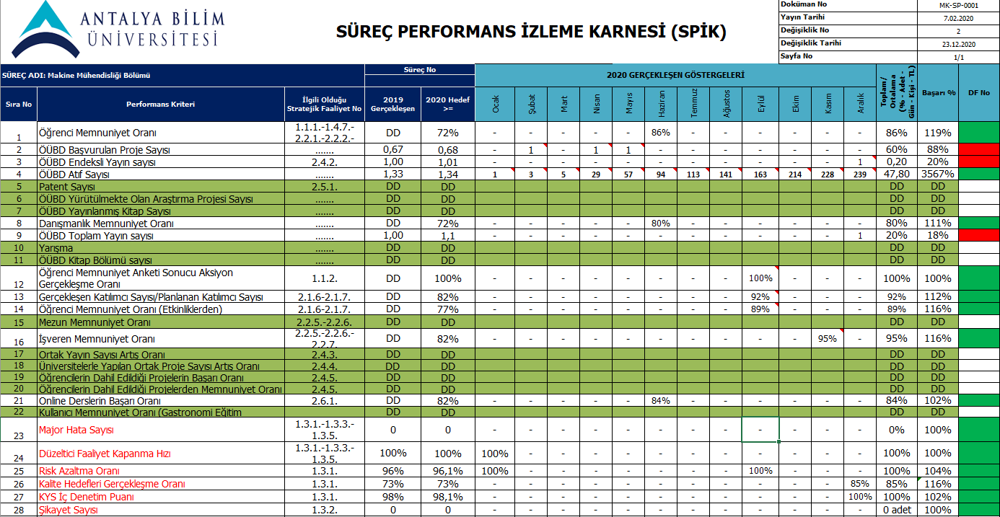 ANTALYA BİLİM
ÜNİVERSİTESİ
SÜREÇ PERFORMANS İZLEME KARNESİ (SPİK)
Doküman No MK-SP-0001
Yayın Tarihi 7.02.2020
Değişiklik No 2
Değişiklik Tarihi 23.12.2020
Sayfa No 1/1
SÜREÇ ADI: Makine Mühendisliği Bölümü Süreç No 2020 GERÇEKLEŞEN GÖSTERGELERİ
Sıra No Performans Kriteri İlgili Olduğu Stratejik Faaliyet No 2019 Gerçekleşen 2020 Hedef >= Ocak Şubat Mart Nisan Mayıs Haziran Temmuz Ağustos Eylül Ekim Kasım Aralık Toplam/ Ortalama (% - Adet - Gün - Kişi - TL) Başarı % DF No
1 Öğrenci Memnuniyet Oranı 1.1.1.-1.4.7.- 2.2.1.-2.2.2.- DD 72% - - - - - 86% - - - - - - 86% 119%
2 ÖÜBD Başvurulan Proje Sayısı ....... 0,67 0,68 - 1 - 1 1 - - - - - - - 60% 88%
3 ÖÜBD Endeksli Yayın sayısı 2.4.2. 1,00 1,01 - - - - - - - - - - - 1 0,20 20%
4 ÖÜBD Atıf Sayısı ....... 1,33 1,34 1 3 5 29 57 94 113 141 163 214 228 239 47,80 3567%
5 Patent Sayısı 2.5.1. DD DD DD DD
6 ÖÜBD Yürütülmekte Olan Araştırma Projesi Sayısı ....... DD DD DD DD
7 ÖÜBD Yayınlanmış Kitap Sayısı ....... DD DD DD DD
8 Danışmanlık Memnuniyet Oranı ....... DD 72% - - - - - 80% - - - - - - 80% 111%
9 ÖÜBD Toplam Yayın sayısı ....... 1,00 1,1 - - - - - - - - - - - 1 20% 18%
10 Yarışma ....... DD DD DD DD
11 ÖÜBD Kitap Bölümü sayısı ....... DD DD DD DD
12 Öğrenci Memnuniyet Anketi Sonucu Aksiyon Gerçekleşme Oranı 1.1.2. DD 100% - - - - - - - - 100% - - - 100% 100%
13 Gerçekleşen Katılımcı Sayısı/Planlanan Katılımcı Sayısı 2.1.6-2.1.7. DD 82% - - - - - - - - 92% - - - 92% 112%
14 Öğrenci Memnuniyet Oranı (Etkinliklerden) 2.1.6-2.1.7. DD 77% - - - - - - - - 89% - - - 89% 116%
15 Mezun Memnuniyet Oranı 2.2.5.-2.2.6. DD DD DD DD
16 İşveren Memnuniyet Oranı 2.2.5.-2.2.6.- 2.2.7. DD 82% - - - - - - - - - - 95% - 95% 116%
17 Ortak Yayın Sayısı Artış Oranı 2.4.3. DD DD DD DD
18 Üniversitelerle Yapılan Ortak Proje Sayısı Artış Oranı 2.4.4. DD DD DD DD
19 Öğrencilerin Dahil Edildiği Projelerin Başarı Oranı 2.4.5. DD DD DD DD
20 Öğrencilerin Dahil Edildiği Projelerden Memnuniyet Oranı 2.4.5. DD DD DD DD
21 Online Derslerin Başarı Oranı 2.6.1. DD 82% - - - - - 84% - - - - - - 84% 102%
22 Kullanıcı Memnuniyet Oranı (Gastronomi Eğitim DD DD DD DD
23 Major Hata Sayısı 1.3.1.-1.3.3.- 1.3.5. 0 0 - - - - - - - - - - - - 0% 100%
24 Düzeltici Faaliyet Kapanma Hızı 1.3.1.-1.3.3.- 1.3.5. 100% 100% 100% - - - - - - - - - - - 100% 100%
25 Risk Azaltma Oranı 1.3.1. 96% 96,1% 100% - - - - - - - 100% - - - 100% 104%
26 Kalite Hedefleri Gerçekleşme Oranı 1.3.1. 73% 73% - - - - - - - - - - - 85% 85% 116%
27 KYS İç Denetim Puanı 1.3.1. 98% 98,1% - - - - - - - - - - - 100% 100% 102%
28 Şikayet Sayısı 1.3.2. 0 0 - - - - - - - - - - - - 0 adet 100%